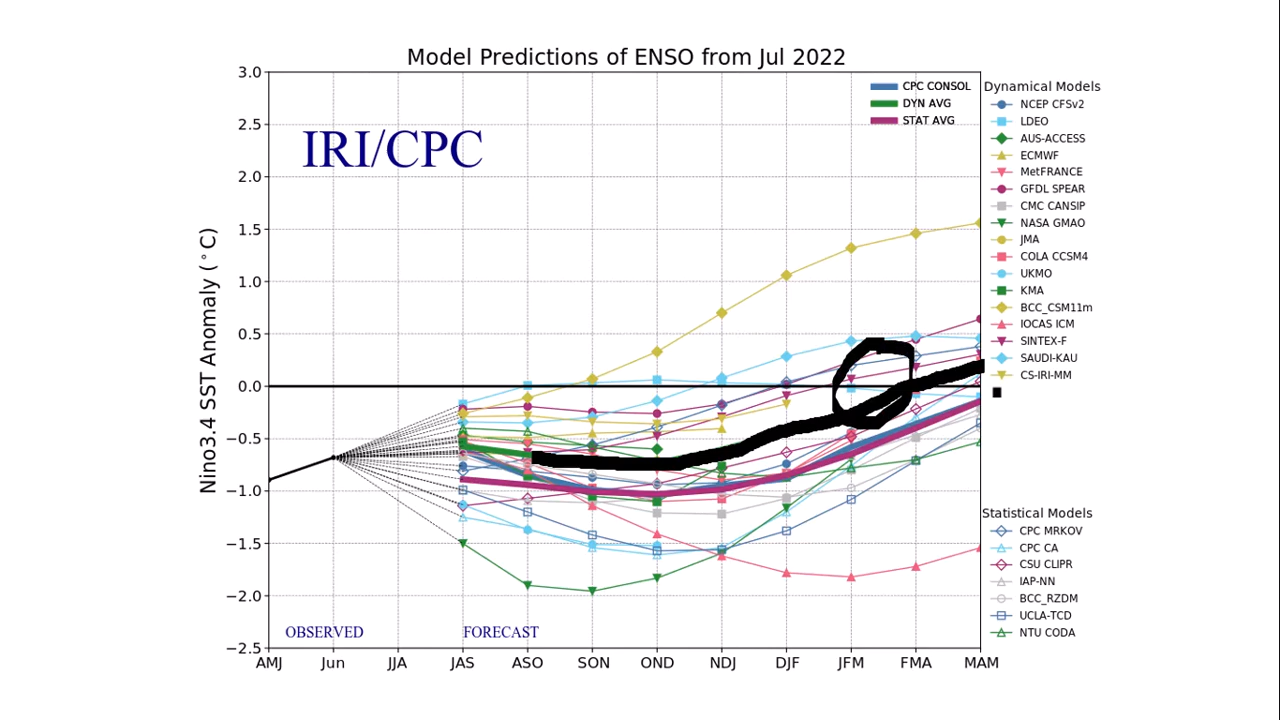 Model Predictions of ENSO from Jul 2022
3.0
2.5
2.0
1.5
1.0
0.5
0.0
−0.5
−1.0
−1.5
−2.0
−2.5
Nino3.4 SST Anomaly (°C)
IRI/CPC
CPC CONSOL
DYN AVG
STAT AVG
OBSERVED
FORECAST
AMJ Jun JJA JAS ASO SON OND NDJ DJF JFM FMA MAM
Dynamical Models
NCEP CFSv2
LDEO
AUS-ACCESS
ECMWF
MetFRANCE
GFDL SPEAR
CMC CANSIP
NASA GMAO
JMA
COLA CCSM4
UKMO
KMA
BCC_CSM11m
IOCAS ICM
SINTEX-F
SAUDI-KAU
CS-IRI-MM
Statistical Models
CPC MRKOV
CPC CA
CSU CLIPR
IAP-NN
BCC_RZDM
UCLA-TCD
NTU CODA